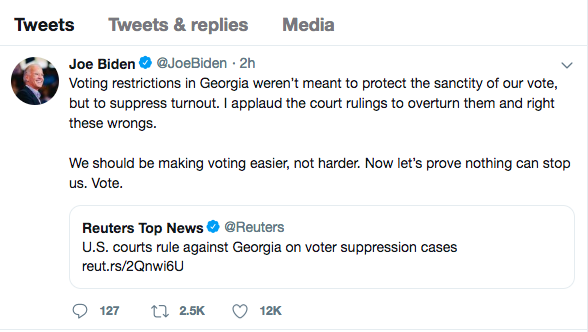 Tweets Tweets & replies Media
Joe Biden @JoeBiden · 2h
Voting restrictions in Georgia weren't meant to protect the sanctity of our vote,
but to suppress turnout. I applaud the court rulings to overturn them and right
these wrongs.
We should be making voting easier, not harder. Now let's prove nothing can stop
us. Vote.
Reuters Top News @Reuters
U.S. courts rule against Georgia on voter suppression cases
reut.rs/2Qnwi6U
127 2.5K 12K